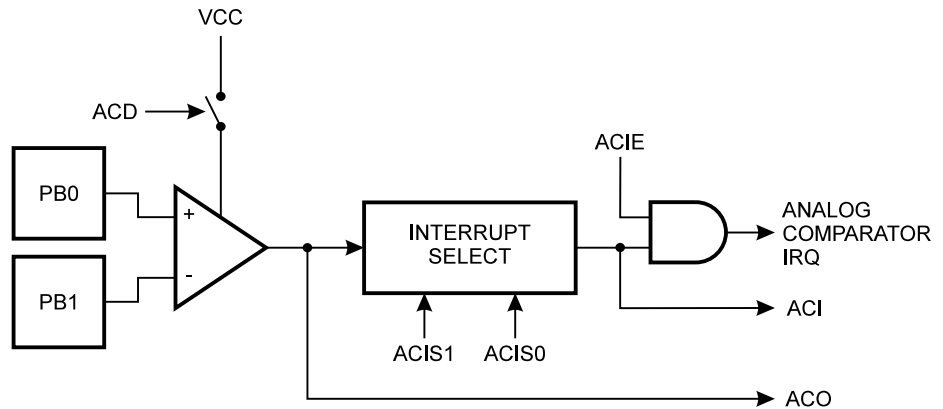 VCC
ACD
ACIE
PB0
+
INTERRUPT
SELECT
ANALOG
COMPARATOR
IRQ
PB1
-
ACI
ACIS1
ACIS0
ACO